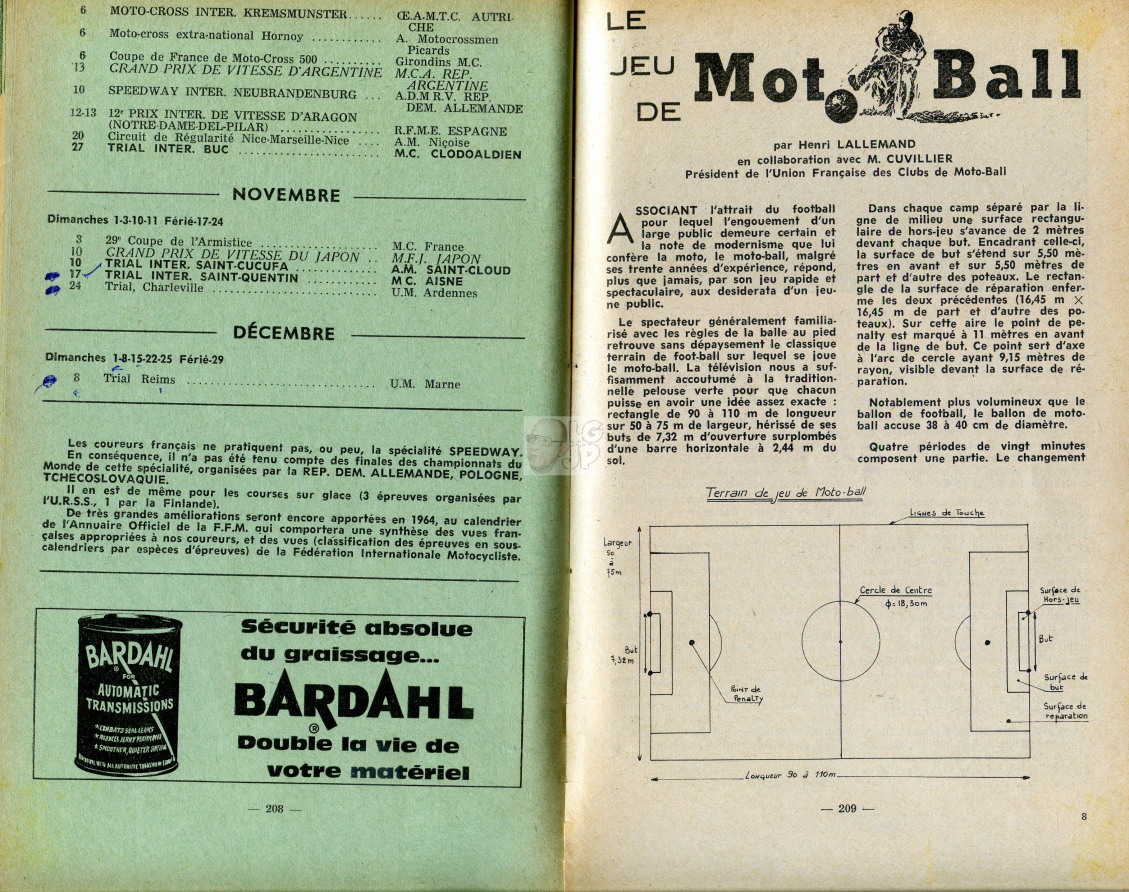 6 MOTO-CROSS INTER. KREMSMUNSTER...... Œ.A.M.T.C. AUTRI-
CHE
6 Moto-cross extra-national Hornoy ............ A. Motocrossmen
Picards
6 Coupe de France de Moto-Cross 500 .......... Girondins M.C.
13 GRAND PRIX DE VITESSE D'ARGENTINE M.C.A. REP.
ARGENTINE
10 SPEEDWAY INTER. NEUBRANDENBURG ... A.D.M R.V. REP.
DEM. ALLEMANDE
12-13 12e PRIX INTER. DE VITESSE D'ARAGON
(NOTRE-DAME-DEL-PILAR) ................. R.F.M.E. ESPAGNE
20 Circuit de Régularité Nice-Marseille-Nice .... A.M. Niçoise
27 TRIAL INTER. BUC ........................ M.C. CLODOALDIEN
NOVEMBRE
Dimanches 1-3-10-11 Férié-17-24
3 29e Coupe de l'Armistice .................... M.C. France
10 GRAND PRIX DE VITESSE DU JAPON .. M.F.J. JAPON
10 TRIAL INTER. SAINT-CUCUFA ............ A.M. SAINT-CLOUD
17 TRIAL INTER. SAINT-QUENTIN ........... MC. AISNE
24 Trial, Charleville ............................ U.M. Ardennes
DÉCEMBRE
Dimanches 1-8-15-22-25 Férié-29
8 Trial Reims ................................ U.M. Marne
Les coureurs français ne pratiquent pas, ou peu, la spécialité SPEEDWAY.
En conséquence, il n'a pas été tenu compte des finales des championnats du
Monde de cette spécialité, organisées par la REP. DEM. ALLEMANDE, POLOGNE,
TCHECOSLOVAQUIE.
Il en est de même pour les courses sur glace (3 épreuves organisées par
l'U.R.S.S., 1 par la Finlande).
De très grandes améliorations seront encore apportées en 1964, au calendrier
de l'Annuaire Officiel de la F.F.M. qui comportera une synthèse des vues fran-
çaises appropriées à nos coureurs, et des vues (classification des épreuves en sous-
calendriers par espèces d'épreuves) de la Fédération Internationale Motocycliste.
BARDAHL
®
FOR
AUTOMATIC
TRANSMISSIONS
*COMBATS SEAL LEAKS
Sécurité absolue
du graissage...
BARDAHL
®
Double la vie de
votre matériel
— 208 —
LE
JEU
DE
Moto Ball
par Henri LALLEMAND
en collaboration avec M. CUVILLIER
Président de l'Union Française des Clubs de Moto-Ball
ASSOCIANT l'attrait du football
pour lequel l'engouement d'un
large public demeure certain et
la note de modernisme que lui
confère la moto, le moto-ball, malgré
ses trente années d'expérience, répond,
plus que jamais, par son jeu rapide et
spectaculaire, aux desiderata d'un jeu-
ne public.
Le spectateur généralement familia-
risé avec les règles de la balle au pied
retrouve sans dépaysement le classique
terrain de foot-ball sur lequel se joue
le moto-ball. La télévision nous a suf-
fisamment accoutumé à la tradition-
nelle pelouse verte pour que chacun
puisse en avoir une idée assez exacte :
rectangle de 90 à 110 m de longueur
sur 50 à 75 m de largeur, hérissé de ses
buts de 7,32 m d'ouverture surplombés
d'une barre horizontale à 2,44 m du
sol.
Dans chaque camp séparé par la li-
gne de milieu une surface rectangu-
laire de hors-jeu s'avance de 2 mètres
devant chaque but. Encadrant celle-ci,
la surface de but s'étend sur 5,50 mè-
tres en avant et sur 5,50 mètres de
part et d'autre des poteaux. Le rectan-
gle de la surface de réparation enfer-
me les deux précédentes (16,45 m ×
16,45 m de part et d'autre des po-
teaux). Sur cette aire le point de pe-
nalty est marqué à 11 mètres en avant
de la ligne de but. Ce point sert d'axe
à l'arc de cercle ayant 9,15 mètres de
rayon, visible devant la surface de ré-
paration.
Notablement plus volumineux que le
ballon de football, le ballon de moto-
ball accuse 38 à 40 cm de diamètre.
Quatre périodes de vingt minutes
composent une partie. Le changement
Terrain de jeu de Moto-ball
Lignes de Touche
Largeur
50
à
75m
Cercle de Centre
ϕ=18,30m
Surface de
Hors-jeu
But
But
7,32m
Surface de
but
Point de
Penalty
Surface de
reparation
Longueur 90 à 110m
— 209 —
8